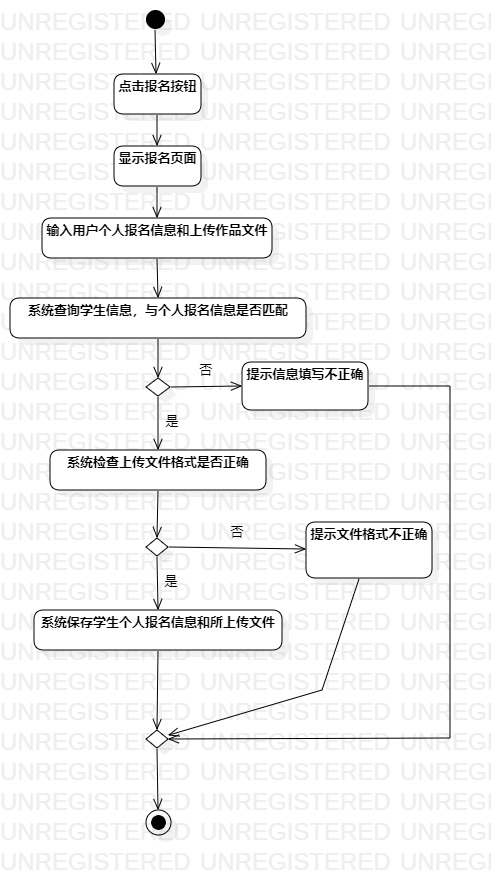 点击报名按钮
显示报名页面
输入用户个人报名信息和上传作品文件
系统查询学生信息，与个人报名信息是否匹配
否
提示信息填写不正确
是
系统检查上传文件格式是否正确
否
提示文件格式不正确
是
系统保存学生个人报名信息和所上传文件
UNREGISTERED